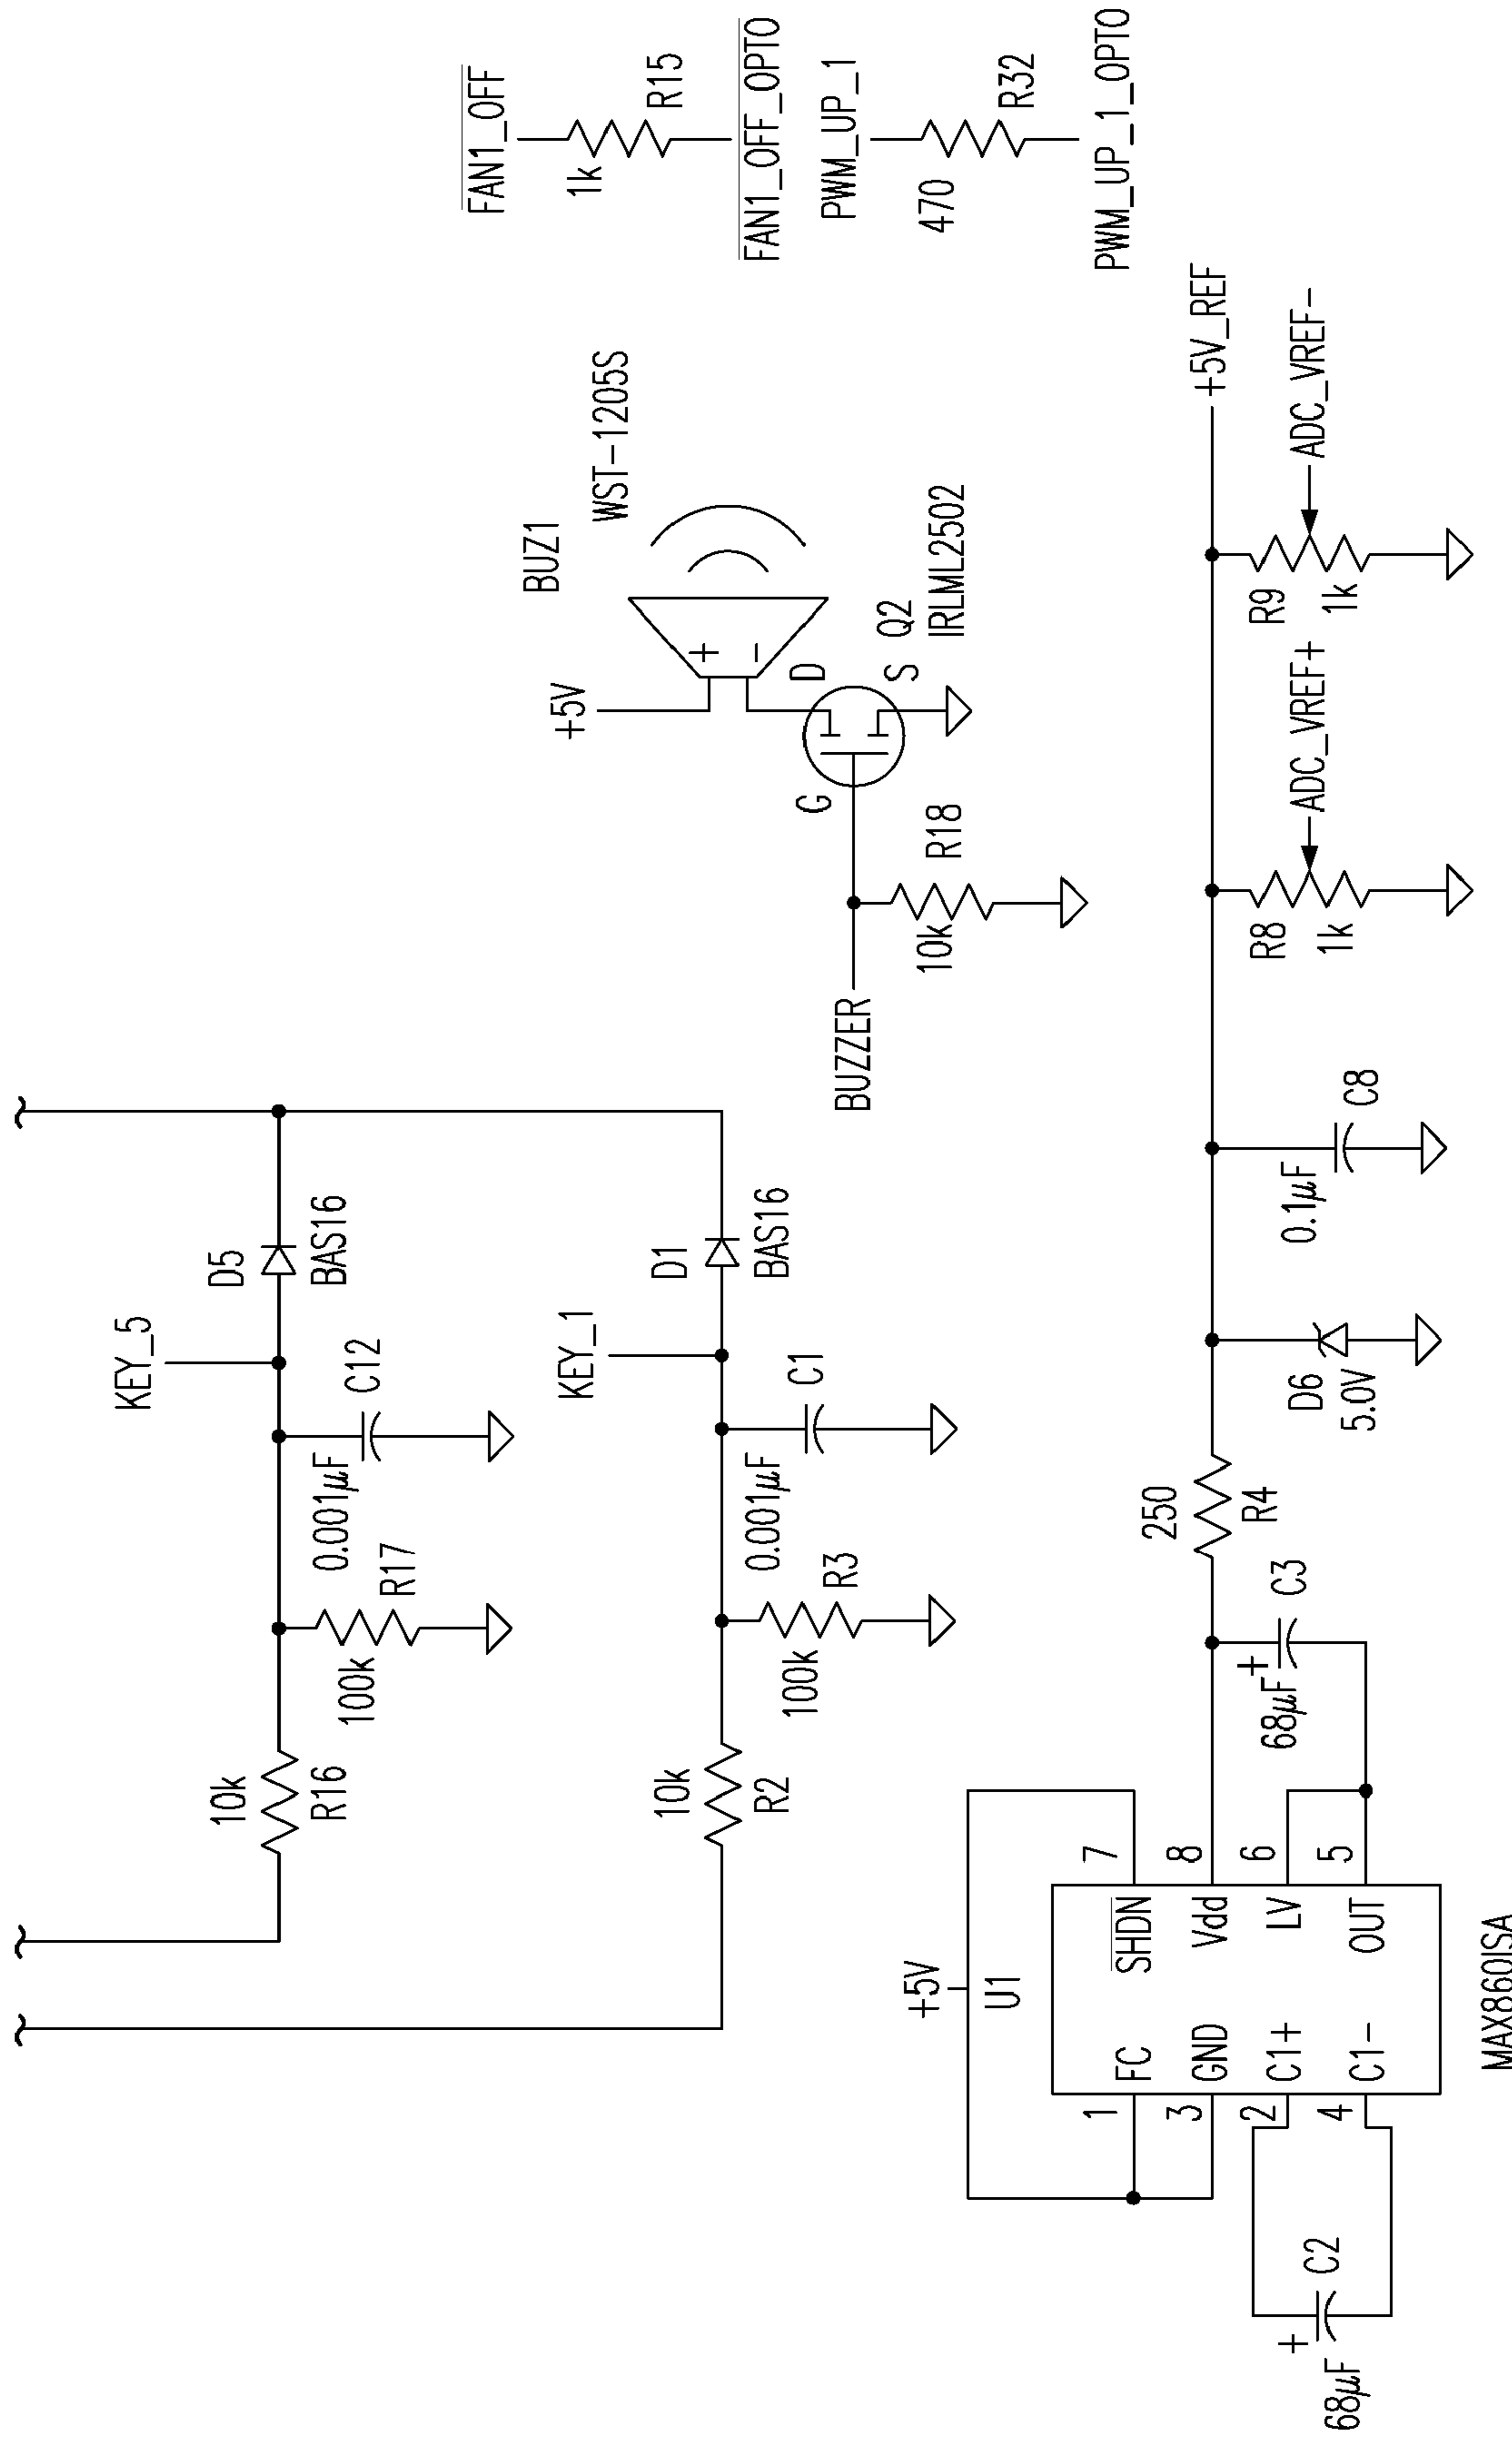 KEY_5
D5
BAS16
C12
0.001µF
R17
100k
10k
R16
KEY_1
D1
BAS16
C1
0.001µF
R3
100k
10k
R2
+5V
BUZ1
WST-1205S
+
-
D
G
S
Q2
IRLML2502
BUZZER
R18
10k
FAN1_OFF
R15
1k
FAN1_OFF_OPTO
PWM_UP_1
R32
470
PWM_UP_1_OPTO
+5V
U1
1
FC
SHDN
7
3
GND
Vdd
8
2
C1+
LV
6
4
C1-
OUT
5
MAX860ISA
+
C2
68µF
+
C3
68µF
250
R4
D6
5.0V
C8
0.1µF
R8
1k
ADC_VREF+
R9
1k
ADC_VREF-
+5V_REF